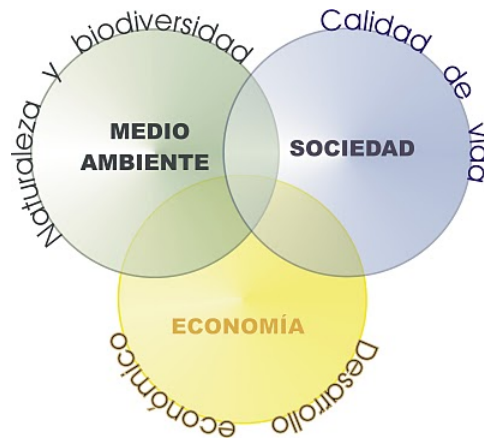 Naturaleza y biodiversidad
Calidad de vida
MEDIO
AMBIENTE
SOCIEDAD
ECONOMÍA
Desarrollo económico